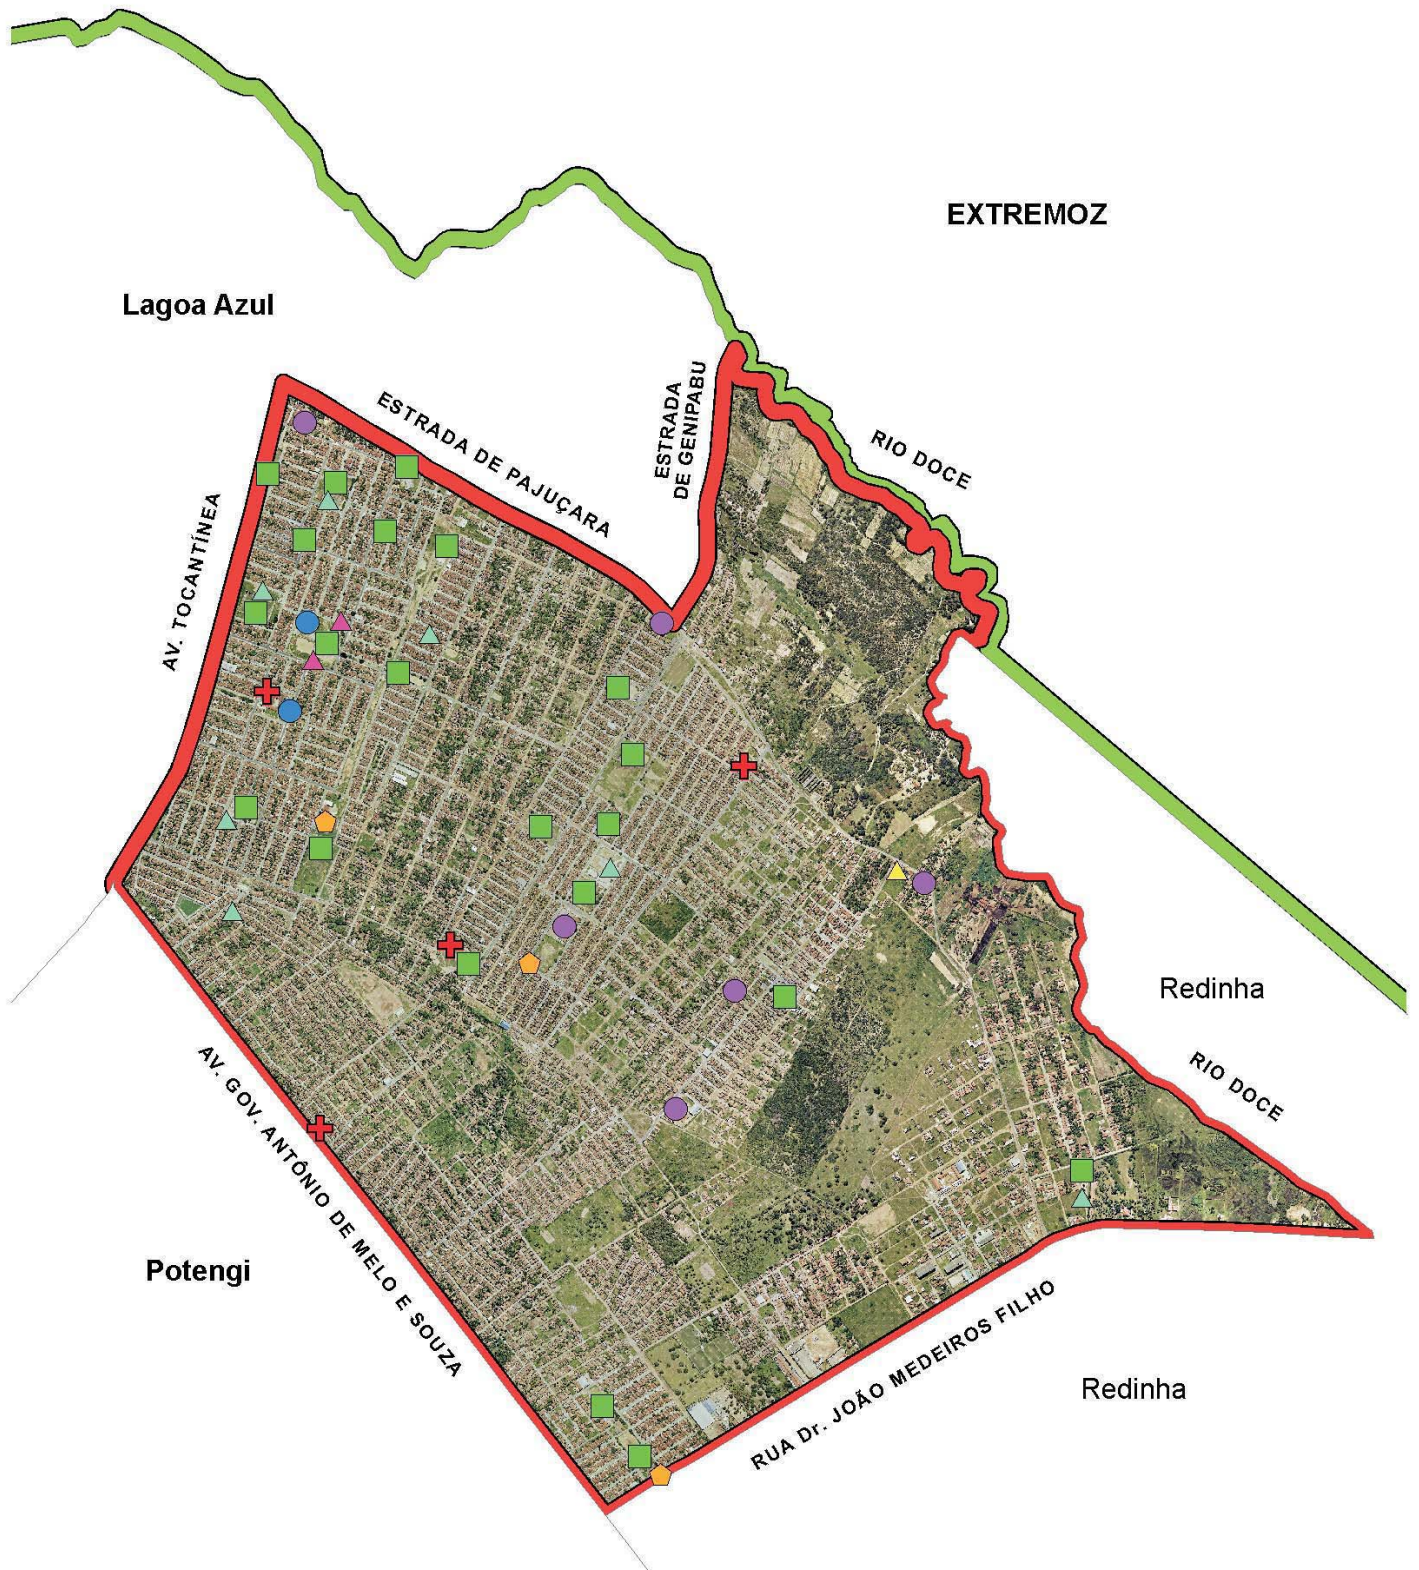 EXTREMOZ
Lagoa Azul
ESTRADA DE PAJUÇARA
ESTRADA
DE GENIPABU
RIO DOCE
AV. TOCANTÍNEA
Redinha
RIO DOCE
AV. GOV. ANTÔNIO DE MELO E SOUZA
Potengi
RUA Dr. JOÃO MEDEIROS FILHO
Redinha